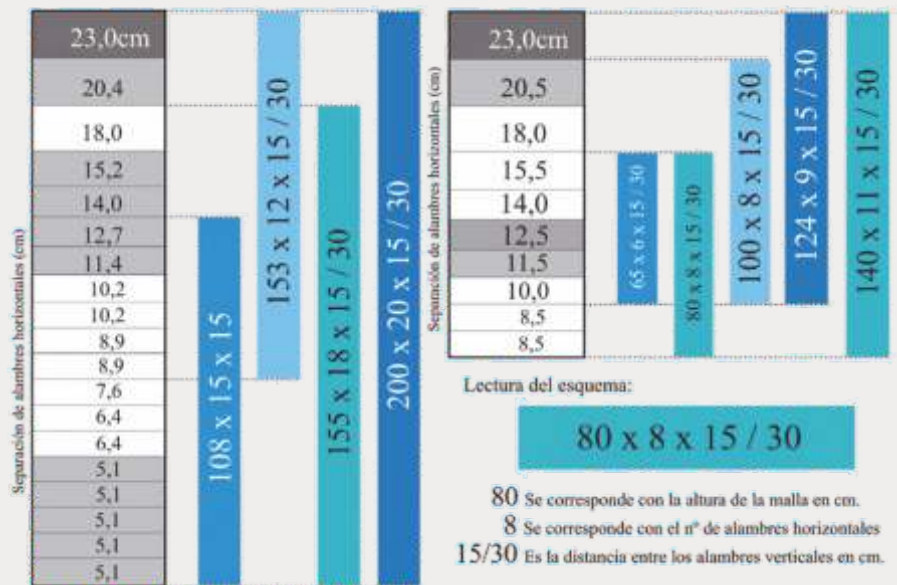 Separación de alambres horizontales (cm)
23,0cm
20,4
18,0
15,2
14,0
12,7
11,4
10,2
10,2
8,9
8,9
7,6
6,4
6,4
5,1
5,1
5,1
5,1
5,1
108 x 15 x 15
153 x 12 x 15 / 30
155 x 18 x 15 / 30
200 x 20 x 15 / 30
Separación de alambres horizontales (cm)
23,0cm
20,5
18,0
15,5
14,0
12,5
11,5
10,0
8,5
8,5
65 x 6 x 15 / 30
80 x 8 x 15 / 30
100 x 8 x 15 / 30
124 x 9 x 15 / 30
140 x 11 x 15 / 30
Lectura del esquema:
80 x 8 x 15 / 30
80 Se corresponde con la altura de la malla en cm.
8 Se corresponde con el nº de alambres horizontales
15/30 Es la distancia entre los alambres verticales en cm.